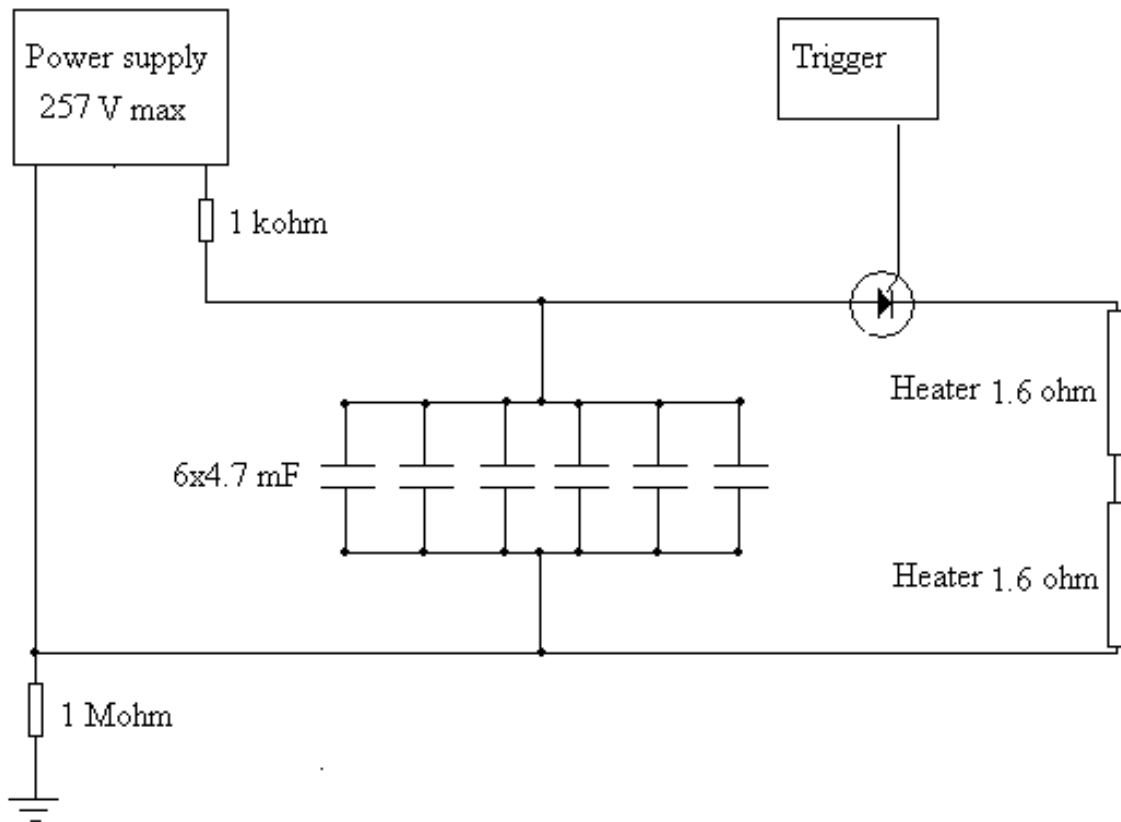 Power supply
257 V max
Trigger
1 kohm
Heater 1.6 ohm
6x4.7 mF
Heater 1.6 ohm
1 Mohm